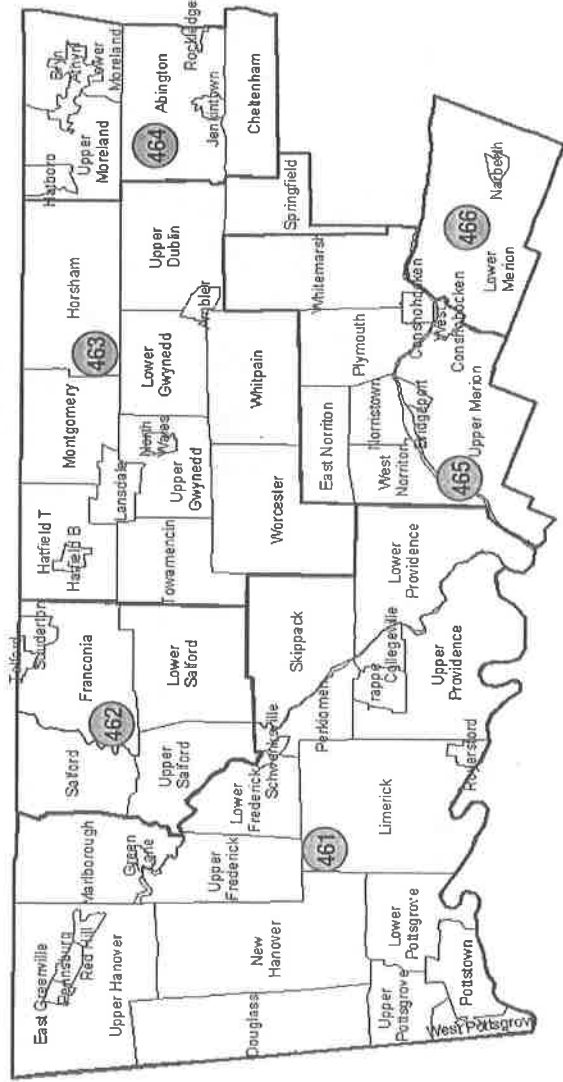 East Greenville
Pennsburg
Red Hill
Upper Hanover
Marlborough
Green
Lane
Salford
462
Telford
Souderton
Franconia
Hatfield T
Hatfield B
Lansdale
Montgomery
463
Horsham
Hatboro
Upper
Moreland
Bryn
Athyn
Lower
Moreland
Douglass
New
Hanover
Upper
Frederick
Lower
Frederick
Schwenksville
Upper
Salford
Lower
Salford
Towamencin
Upper
Gwynedd
North
Wales
Lower
Gwynedd
Ambler
Upper
Dublin
464
Abington
Jenkintown
Rockledge
Cheltenham
461
Perkiomen
Skippack
Worcester
Whitpain
Whitemarsh
Springfield
Upper
Pottsgrove
Lower
Pottsgrove
West Pottsgrove
Pottstown
Limerick
Royersford
Trappe
Collegeville
Upper
Providence
Lower
Providence
465
East Norriton
West
Norriton
Norristown
Bridgeport
Upper Merion
Plymouth
Conshohocken
West
Conshohocken
466
Lower
Merion
Narberth